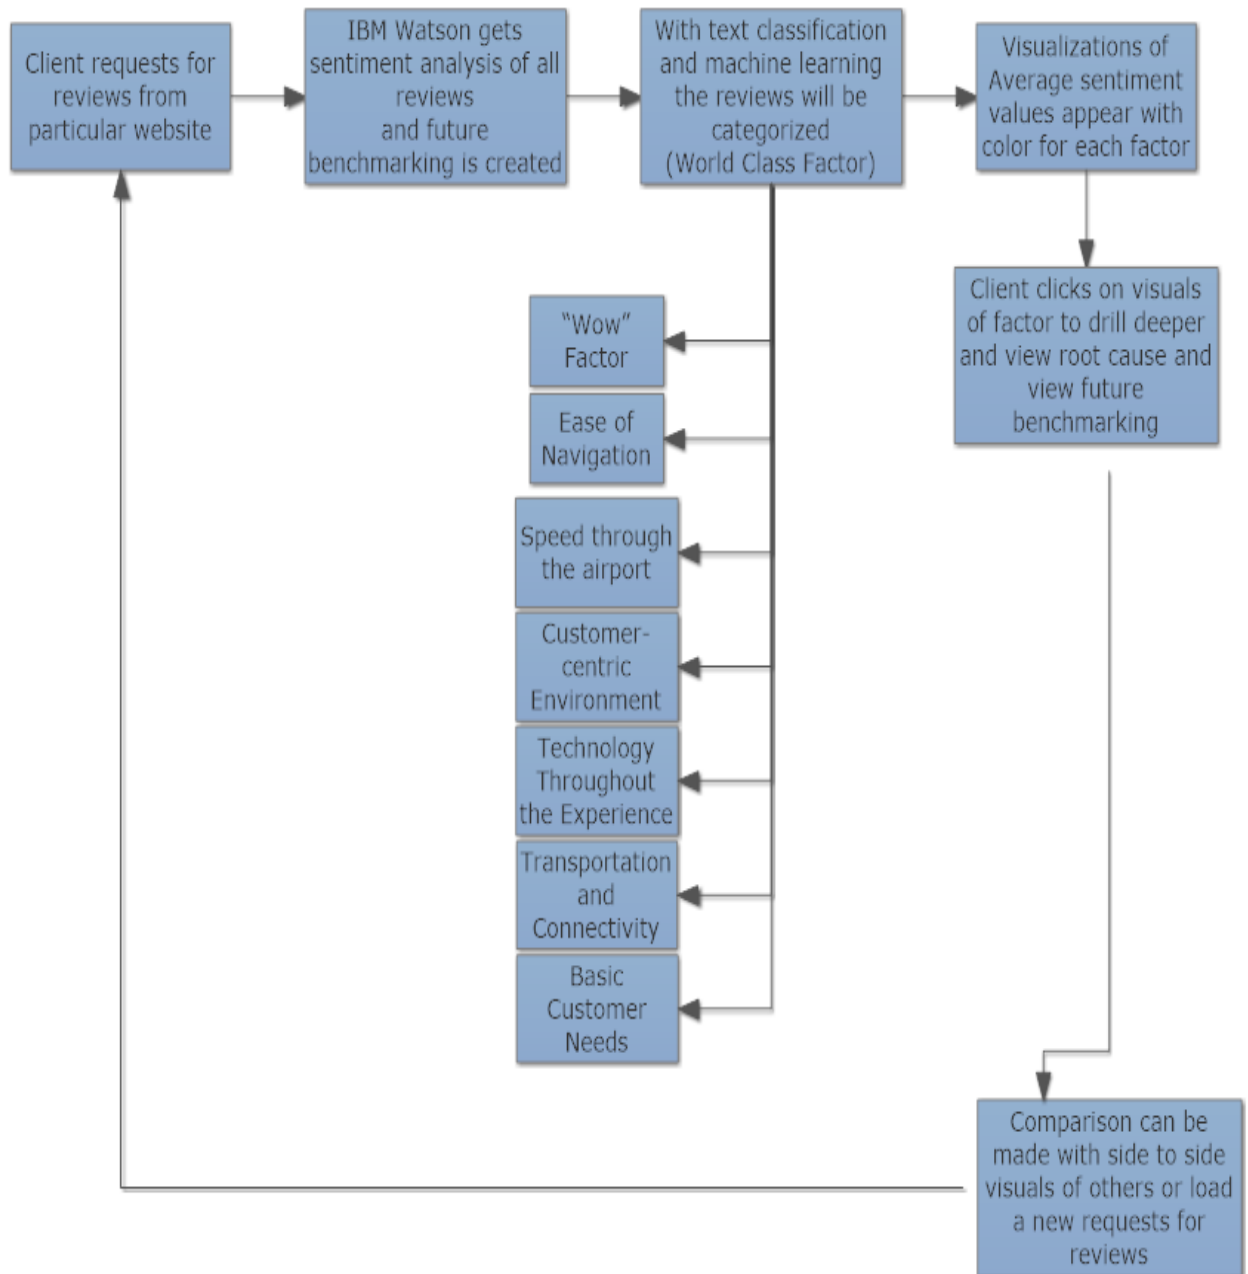 Client requests for
reviews from
particular website
IBM Watson gets
sentiment analysis of all
reviews
and future
benchmarking is created
With text classification
and machine learning
the reviews will be
categorized
(World Class Factor)
Visualizations of
Average sentiment
values appear with
color for each factor
Client clicks on visuals
of factor to drill deeper
and view root cause and
view future
benchmarking
“Wow”
Factor
Ease of
Navigation
Speed through
the airport
Customer-
centric
Environment
Technology
Throughout
the Experience
Transportation
and
Connectivity
Basic
Customer
Needs
Comparison can be
made with side to side
visuals of others or load
a new requests for
reviews